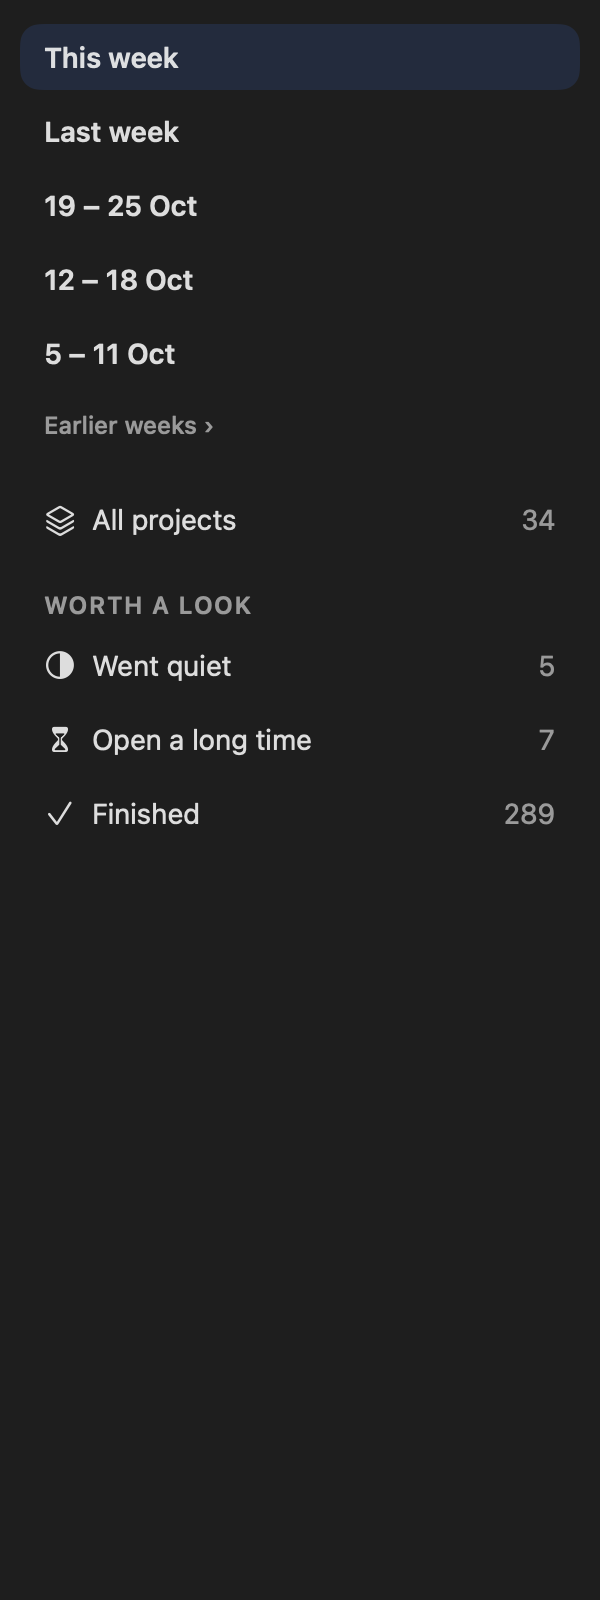 This week
Last week
19 – 25 Oct
12 – 18 Oct
5 – 11 Oct
Earlier weeks ›
All projects 34
WORTH A LOOK
Went quiet 5
Open a long time 7
Finished 289